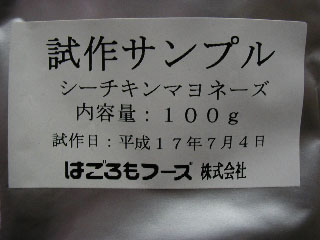 試作サンプル
シーチキンマヨネーズ
内容量：１００ｇ
試作日：平成１７年７月４日
はごろもフーズ 株式会社